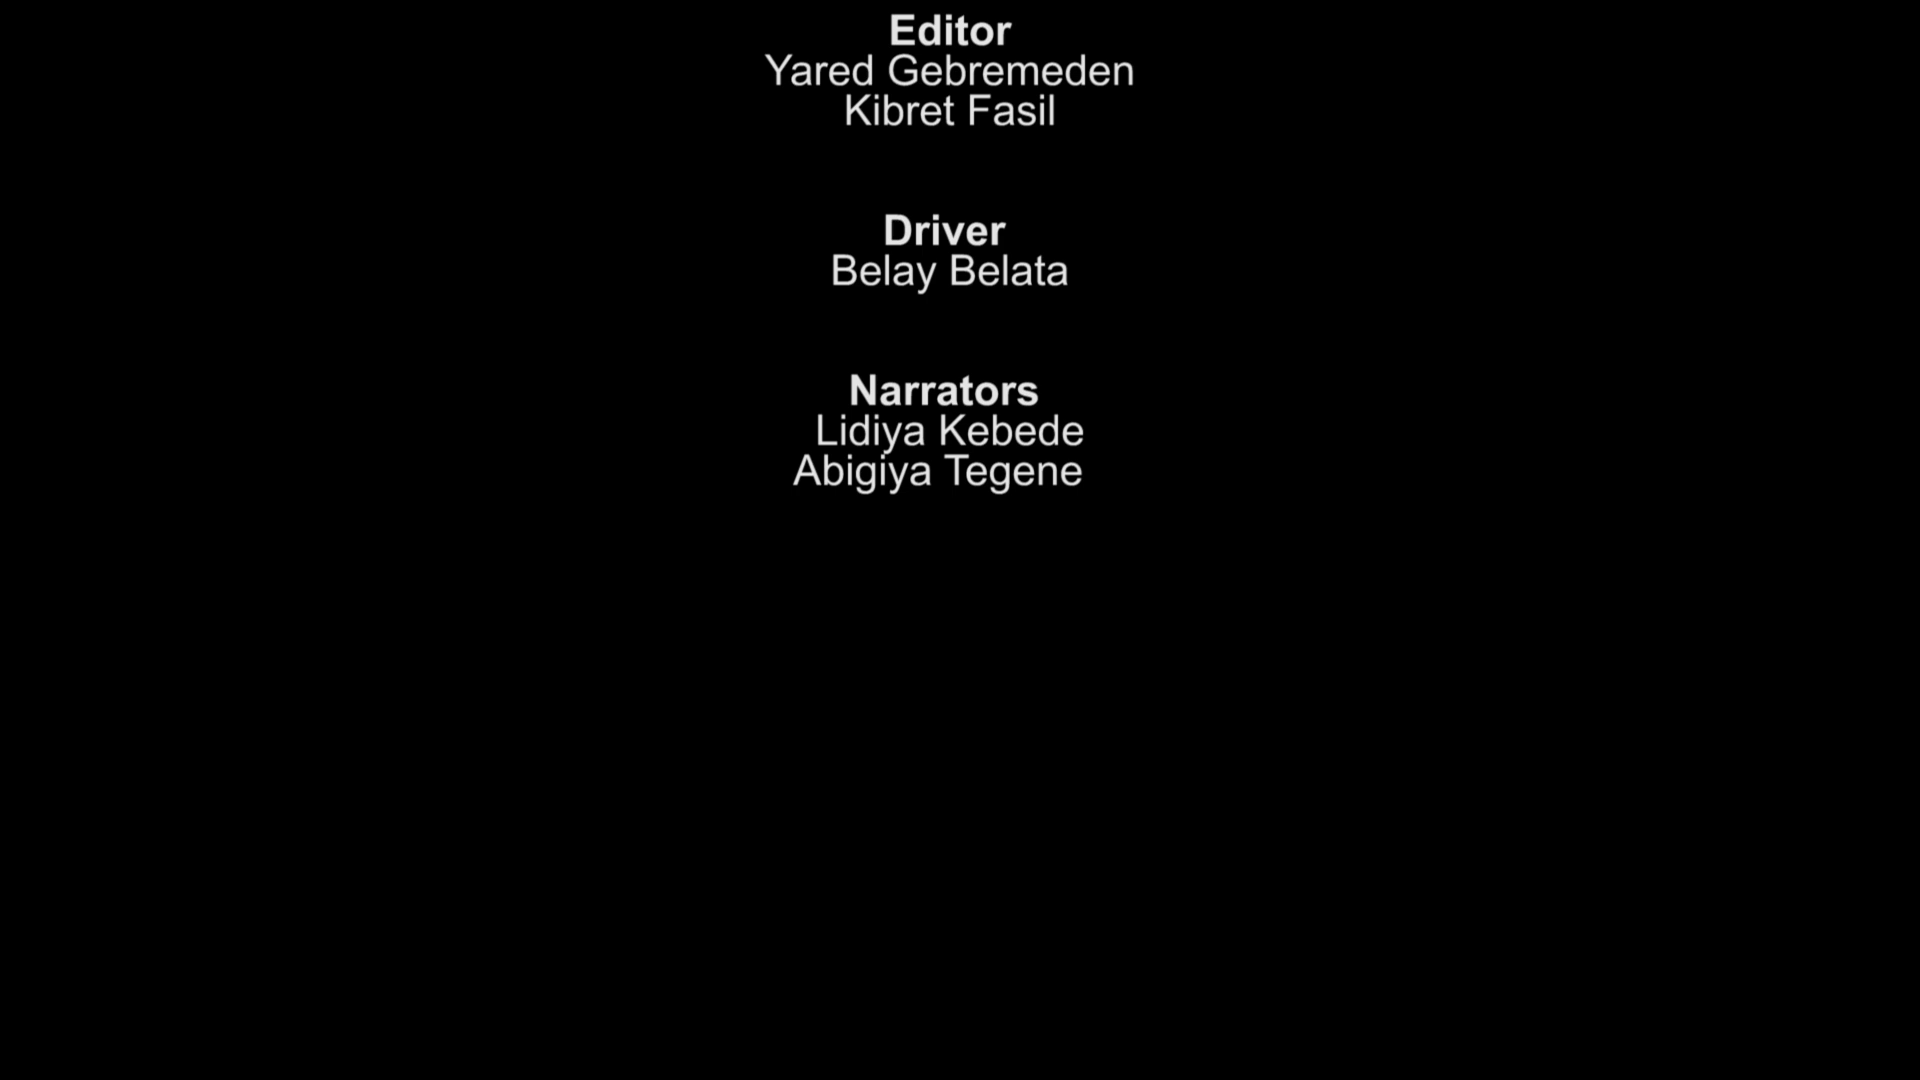 Editor
Yared Gebremeden
Kibret Fasil
Driver
Belay Belata
Narrators
Lidiya Kebede
Abigiya Tegene